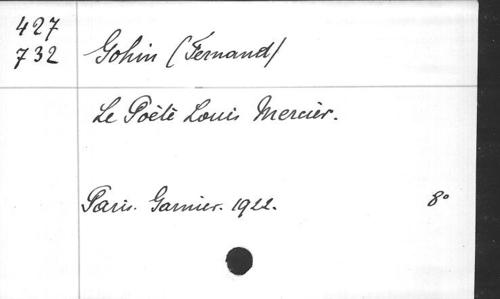 427
732
Gohin (Fernand)
Le Poète Louis Mercier.
Paris. Garnier. 1922. 8°